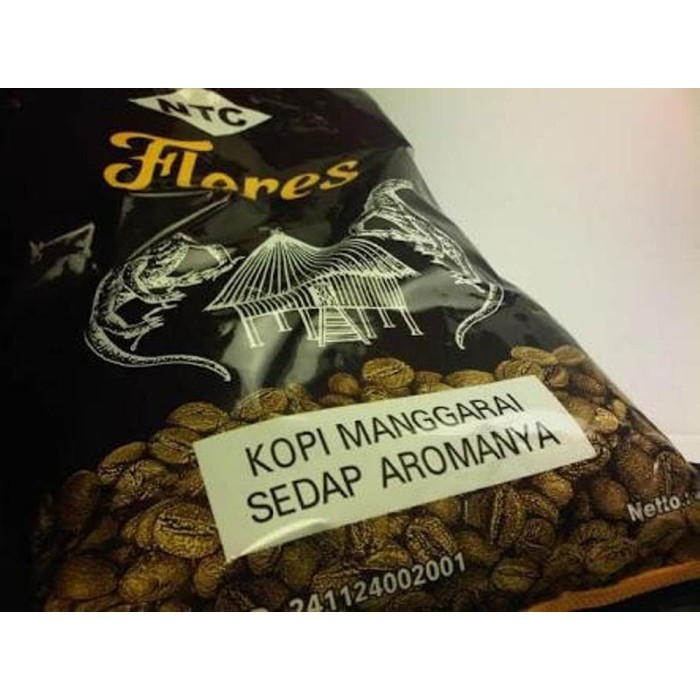 NTC
Flores
KOPI MANGGARAI
SEDAP AROMANYA
Netto
241124002001